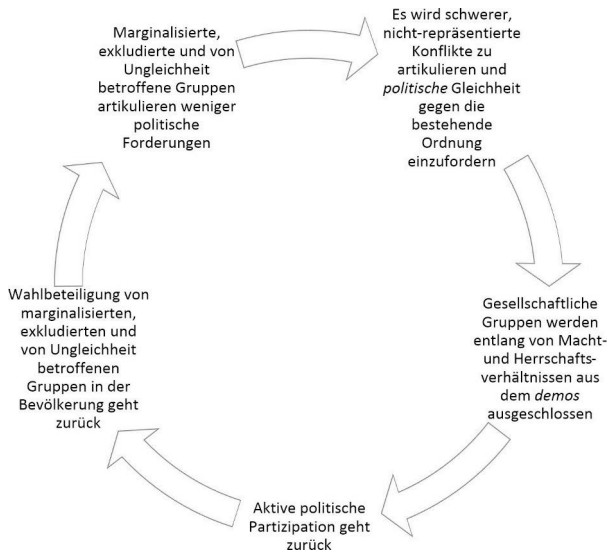 Marginalisierte,
exkludierte und von
Ungleichheit
betroffene Gruppen
artikulieren weniger
politische
Forderungen
Es wird schwerer,
nicht-repräsentierte
Konflikte zu
artikulieren und
politische Gleichheit
gegen die
bestehende
Ordnung
einzufordern
Gesellschaftliche
Gruppen werden
entlang von Macht-
und Herrschafts-
verhältnissen aus
dem demos
ausgeschlossen
Aktive politische
Partizipation geht
zurück
Wahlbeteiligung von
marginalisierten,
exkludierten und
von Ungleichheit
betroffenen
Gruppen in der
Bevölkerung geht
zurück